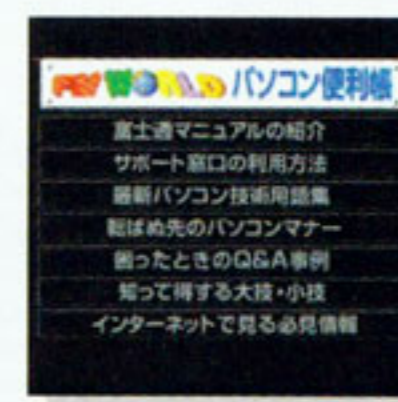 FM WORLD パソコン便利帳
富士通マニュアルの紹介
サポート窓口の利用方法
最新パソコン技術用語集
転ばぬ先のパソコンマナー
困ったときのQ&A事例
知って得する大技・小技
インターネットで見る必見情報